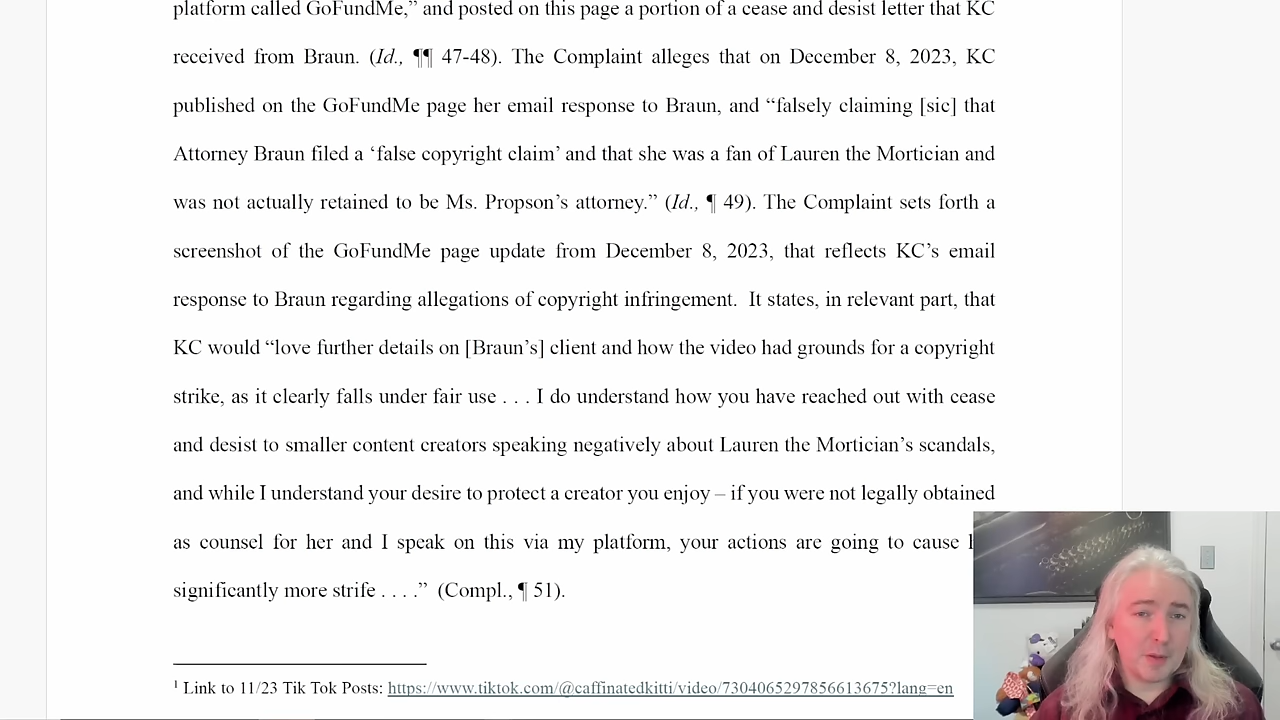 platform called GoFundMe,” and posted on this page a portion of a cease and desist letter that KC
received from Braun. (Id., ¶¶ 47-48). The Complaint alleges that on December 8, 2023, KC
published on the GoFundMe page her email response to Braun, and “falsely claiming [sic] that
Attorney Braun filed a ‘false copyright claim’ and that she was a fan of Lauren the Mortician and
was not actually retained to be Ms. Propson’s attorney.” (Id., ¶ 49). The Complaint sets forth a
screenshot of the GoFundMe page update from December 8, 2023, that reflects KC’s email
response to Braun regarding allegations of copyright infringement. It states, in relevant part, that
KC would “love further details on [Braun’s] client and how the video had grounds for a copyright
strike, as it clearly falls under fair use . . . I do understand how you have reached out with cease
and desist to smaller content creators speaking negatively about Lauren the Mortician’s scandals,
and while I understand your desire to protect a creator you enjoy – if you were not legally obtained
as counsel for her and I speak on this via my platform, your actions are going to cause
significantly more strife . . . .” (Compl., ¶ 51).
1 Link to 11/23 Tik Tok Posts: https://www.tiktok.com/@caffinatedkitti/video/7304065297856613675?lang=en